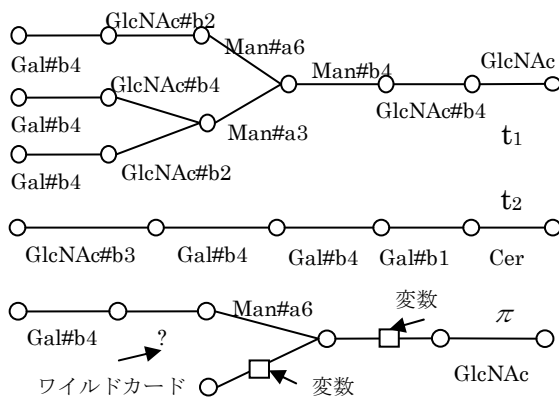 GlcNAc#b2
Gal#b4
Man#a6
GlcNAc#b4
Man#b4
GlcNAc
Gal#b4
Man#a3
GlcNAc#b4
Gal#b4
GlcNAc#b2
t1
t2
GlcNAc#b3 Gal#b4 Gal#b4 Gal#b1 Cer
Gal#b4
?
Man#a6
変数
π
GlcNAc
ワイルドカード
変数